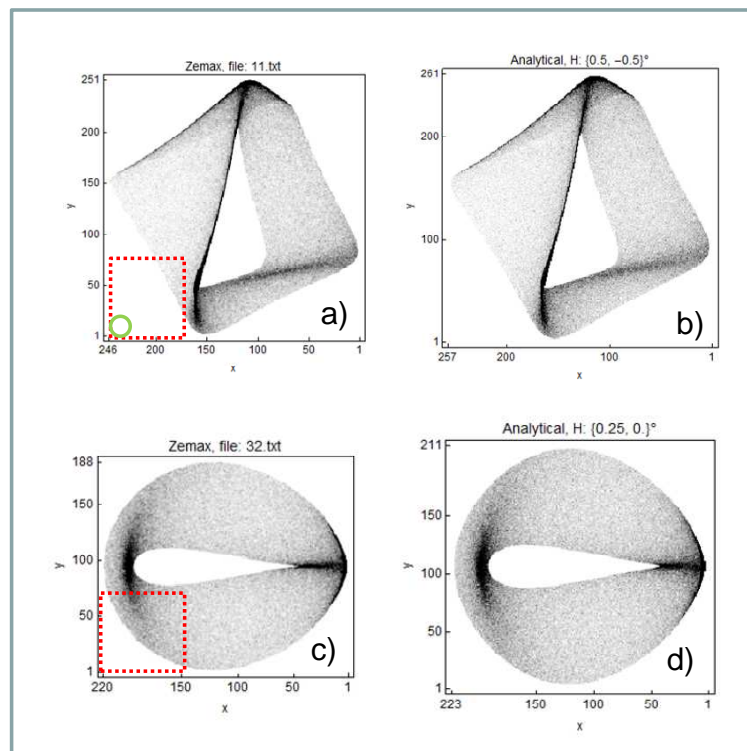 Zemax, file: 11.txt
251
200
150
100
50
1
y
246
200
150
100
50
1
x
a)
Analytical, H: {0.5, −0.5}°
261
200
100
1
y
257
200
100
1
x
b)
Zemax, file: 32.txt
188
150
100
50
1
y
220
150
100
50
1
x
c)
Analytical, H: {0.25, 0.}°
211
150
100
50
1
y
223
150
100
50
1
x
d)